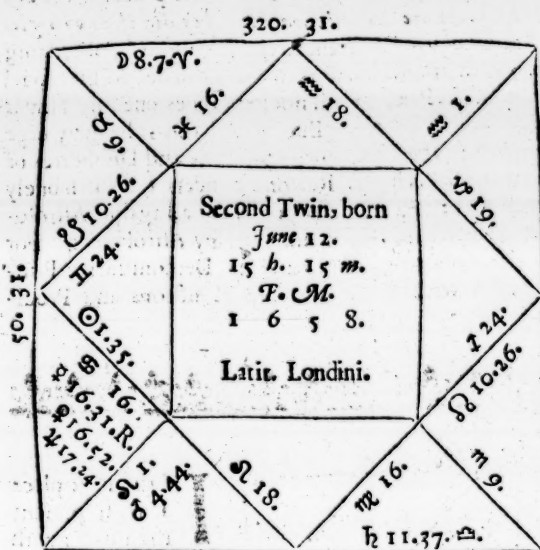 320. 31.
☽8.7.♈.
♉ 9.
♓ 16.
♒ 18.
♒ 1.
♑ 19.
☋10.26.
♊ 24.
50. 31.
Second Twin, born
June 12.
15 h. 15 m.
P. M.
1 6 5 8.
Latit. Londini.
☉1.35.
♋ 16.
6.31.R.
16.52.
♃17.24.
♌ 1.
♂ 4.44.
♌ 18.
♍ 16.
♄ 11.37. ♎.
♏ 9.
♐ 24.
☊ 10.26.